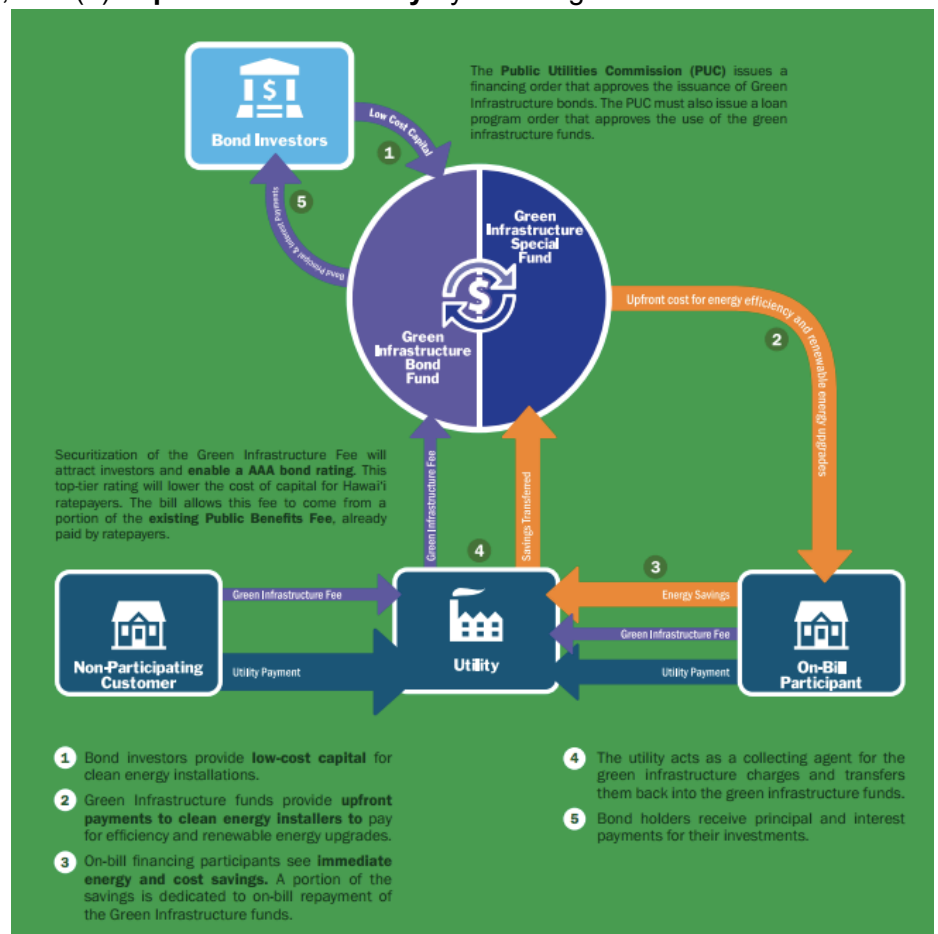 The Public Utilities Commission (PUC) issues a
financing order that approves the issuance of Green
Infrastructure bonds. The PUC must also issue a loan
program order that approves the use of the green
infrastructure funds.
Bond Investors
Low Cost Capital
1
5
Bond Principal & Interest Payments
Green
Infrastructure
Special
Fund
$
Green
Infrastructure
Bond
Fund
Upfront cost for energy efficiency and renewable energy upgrades
2
Securitization of the Green Infrastructure Fee will
attract investors and enable a AAA bond rating. This
top-tier rating will lower the cost of capital for Hawai'i
ratepayers. The bill allows this fee to come from a
portion of the existing Public Benefits Fee, already
paid by ratepayers.
Green Infrastructure Fee
Savings Transferred
4
3
Non-Participating
Customer
Green Infrastructure Fee
Utility Payment
Utility
Energy Savings
Green Infrastructure Fee
Utility Payment
On-Bill
Participant
1 Bond investors provide low-cost capital for
clean energy installations.
2 Green Infrastructure funds provide upfront
payments to clean energy installers to pay
for efficiency and renewable energy upgrades.
3 On-bill financing participants see immediate
energy and cost savings. A portion of the
savings is dedicated to on-bill repayment of
the Green Infrastructure funds.
4 The utility acts as a collecting agent for the
green infrastructure charges and transfers
them back into the green infrastructure funds.
5 Bond holders receive principal and interest
payments for their investments.